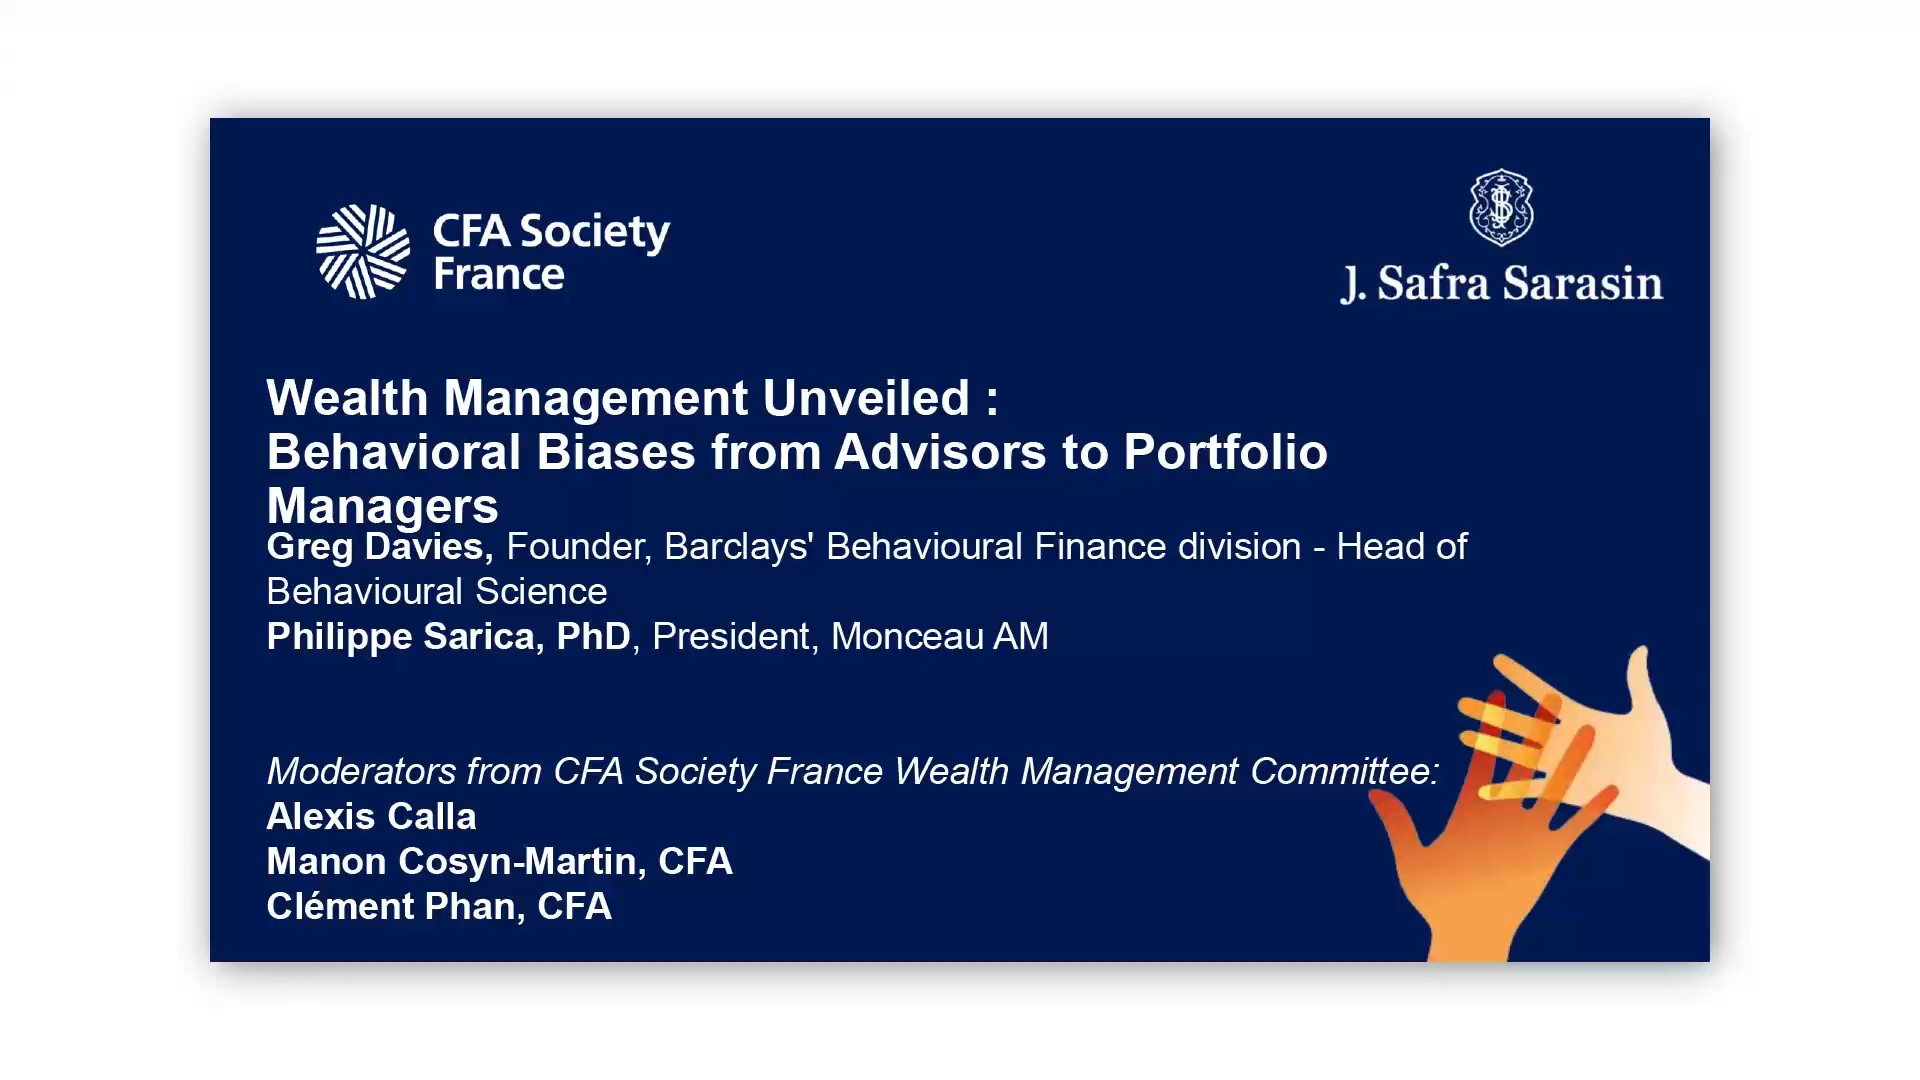 CFA Society
France
J. Safra Sarasin
Wealth Management Unveiled :
Behavioral Biases from Advisors to Portfolio
Managers
Greg Davies, Founder, Barclays' Behavioural Finance division - Head of
Behavioural Science
Philippe Sarica, PhD, President, Monceau AM
Moderators from CFA Society France Wealth Management Committee:
Alexis Calla
Manon Cosyn-Martin, CFA
Clément Phan, CFA